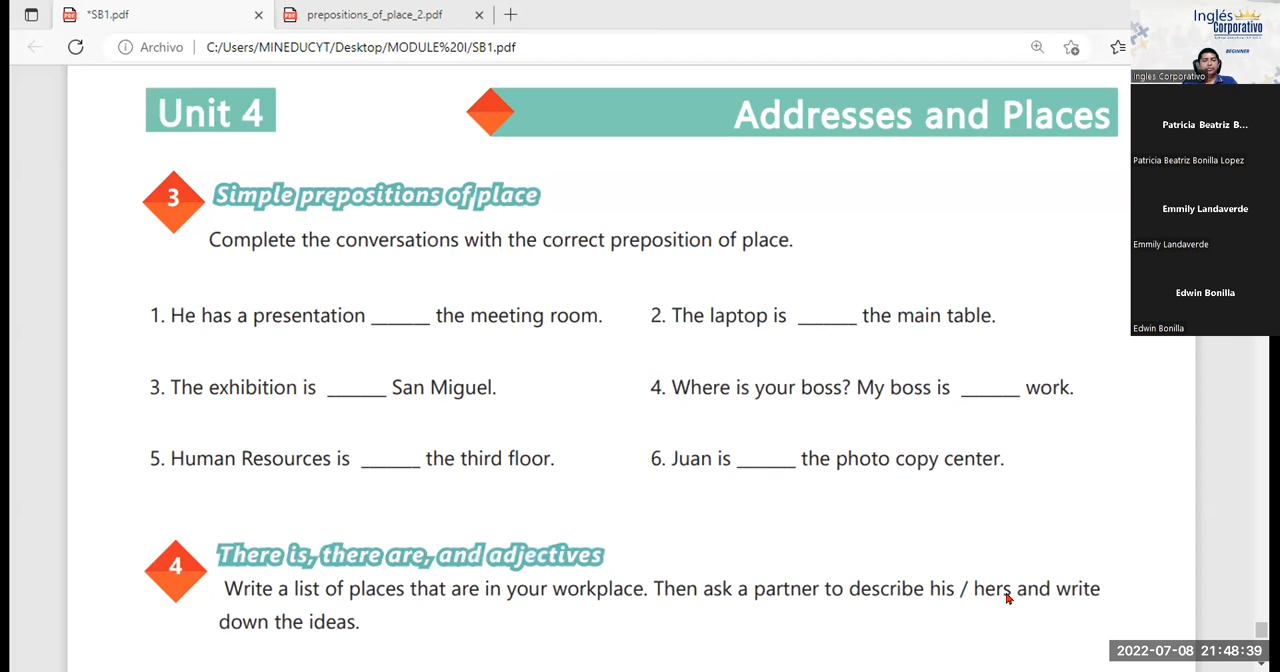 *SB1.pdf
prepositions_of_place_2.pdf
Archivo
C:/Users/MINEDUCYT/Desktop/MODULE%20I/SB1.pdf
Inglés
Corporativo
BEGINNER
Ingles Corporativo
Patricia Beatriz B...
Patricia Beatriz Bonilla Lopez
Emmily Landaverde
Emmily Landaverde
Edwin Bonilla
Edwin Bonilla
Unit 4
Addresses and Places
3
Simple prepositions of place
Complete the conversations with the correct preposition of place.
1. He has a presentation ______ the meeting room.
2. The laptop is ______ the main table.
3. The exhibition is ______ San Miguel.
4. Where is your boss? My boss is ______ work.
5. Human Resources is ______ the third floor.
6. Juan is ______ the photo copy center.
4
There is, there are, and adjectives
Write a list of places that are in your workplace. Then ask a partner to describe his / hers and write
down the ideas.
2022-07-08 21:48:39